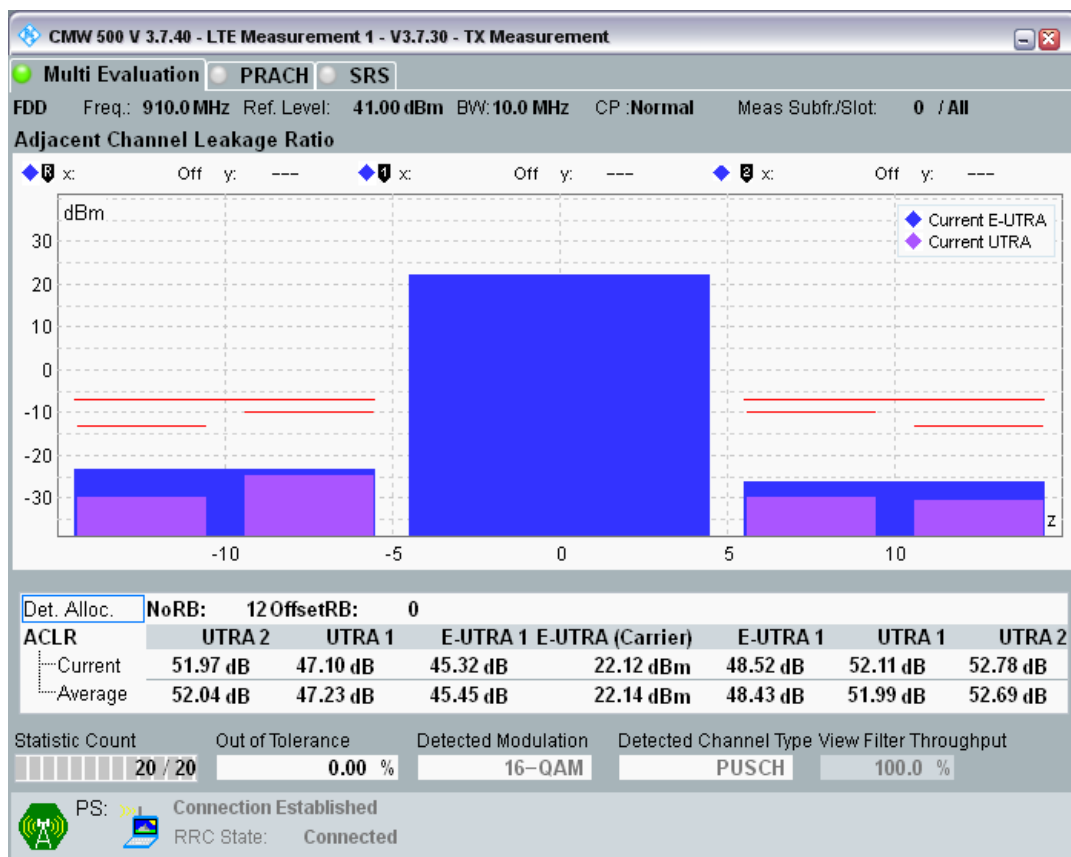 CMW 500 V 3.7.40 - LTE Measurement 1 - V3.7.30 - TX Measurement
Multi Evaluation PRACH SRS
FDD Freq.: 910.0 MHz Ref. Level: 41.00 dBm BW: 10.0 MHz CP :Normal Meas Subfr./Slot: 0 / All
Adjacent Channel Leakage Ratio
R x: Off y: --- 1 x: Off y: --- 2 x: Off y: ---
dBm
Current E-UTRA
Current UTRA
30
20
10
0
-10
-20
-30
z
-10 -5 0 5 10
Det. Alloc. NoRB: 12 OffsetRB: 0
ACLR UTRA 2 UTRA 1 E-UTRA 1 E-UTRA (Carrier) E-UTRA 1 UTRA 1 UTRA 2
Current 51.97 dB 47.10 dB 45.32 dB 22.12 dBm 48.52 dB 52.11 dB 52.78 dB
Average 52.04 dB 47.23 dB 45.45 dB 22.14 dBm 48.43 dB 51.99 dB 52.69 dB
Statistic Count Out of Tolerance Detected Modulation Detected Channel Type View Filter Throughput
20 / 20 0.00 % 16-QAM PUSCH 100.0 %
PS: Connection Established
RRC State: Connected